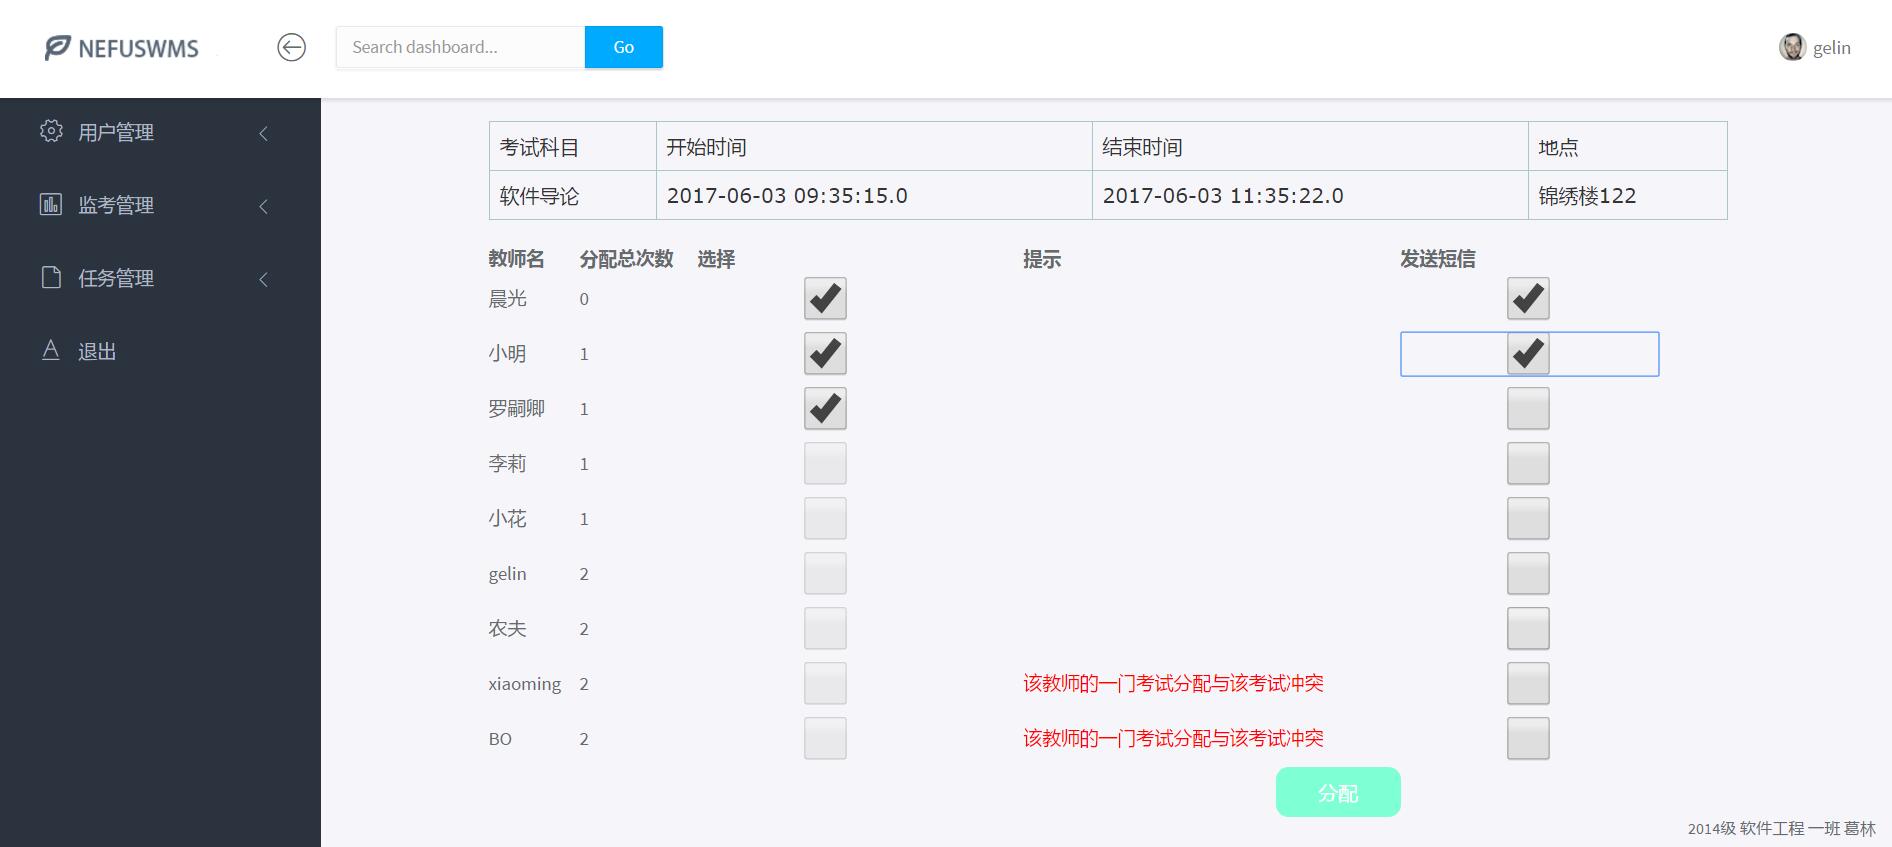 NEFUSWMS
Search dashboard...
Go
gelin
用户管理
监考管理
任务管理
退出
考试科目 开始时间 结束时间 地点
软件导论 2017-06-03 09:35:15.0 2017-06-03 11:35:22.0 锦绣楼122
教师名 分配总次数 选择 提示 发送短信
晨光 0
小明 1
罗嗣卿 1
李莉 1
小花 1
gelin 2
农夫 2
xiaoming 2 该教师的一门考试分配与该考试冲突
BO 2 该教师的一门考试分配与该考试冲突
分配
2014级 软件工程 一班 葛林